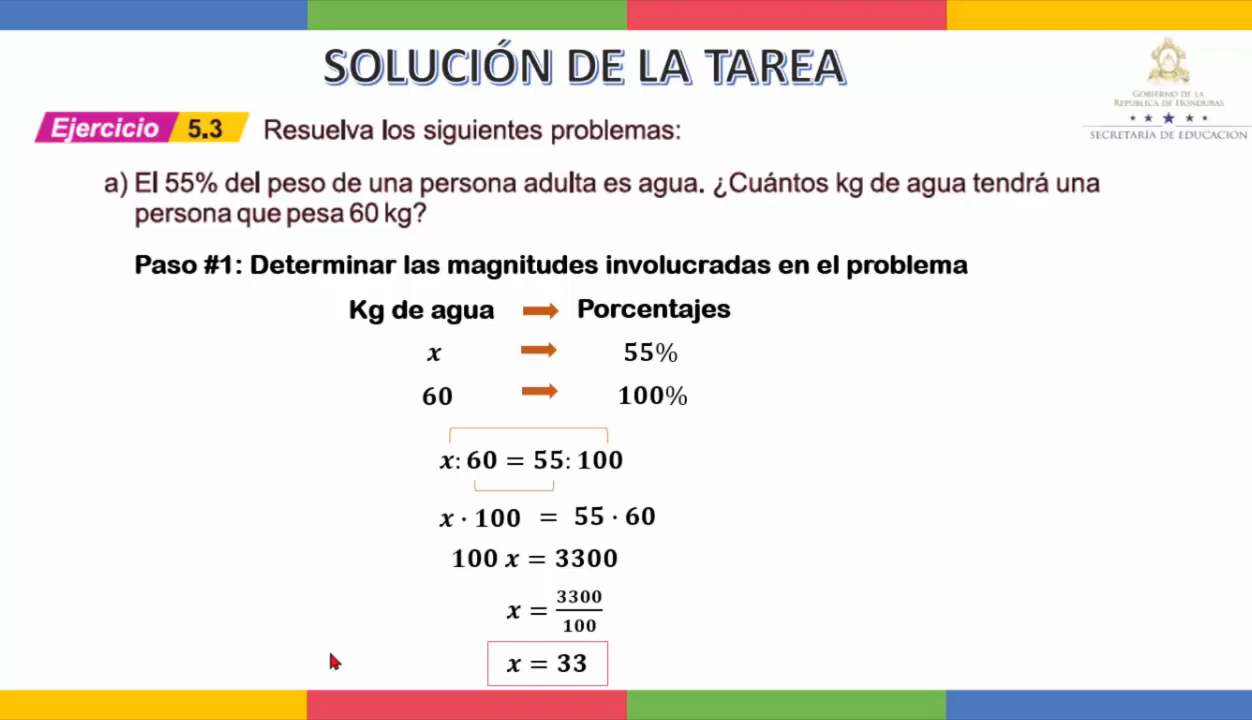 SOLUCIÓN DE LA TAREA
GOBIERNO DE LA
REPÚBLICA DE HONDURAS
SECRETARÍA DE EDUCACIÓN
Ejercicio 5.3 Resuelva los siguientes problemas:
a) El 55% del peso de una persona adulta es agua. ¿Cuántos kg de agua tendrá una
persona que pesa 60 kg?
Paso #1: Determinar las magnitudes involucradas en el problema
Kg de agua → Porcentajes
x → 55%
60 → 100%
x: 60 = 55: 100
x · 100 = 55 · 60
100 x = 3300
x = 3300/100
x = 33